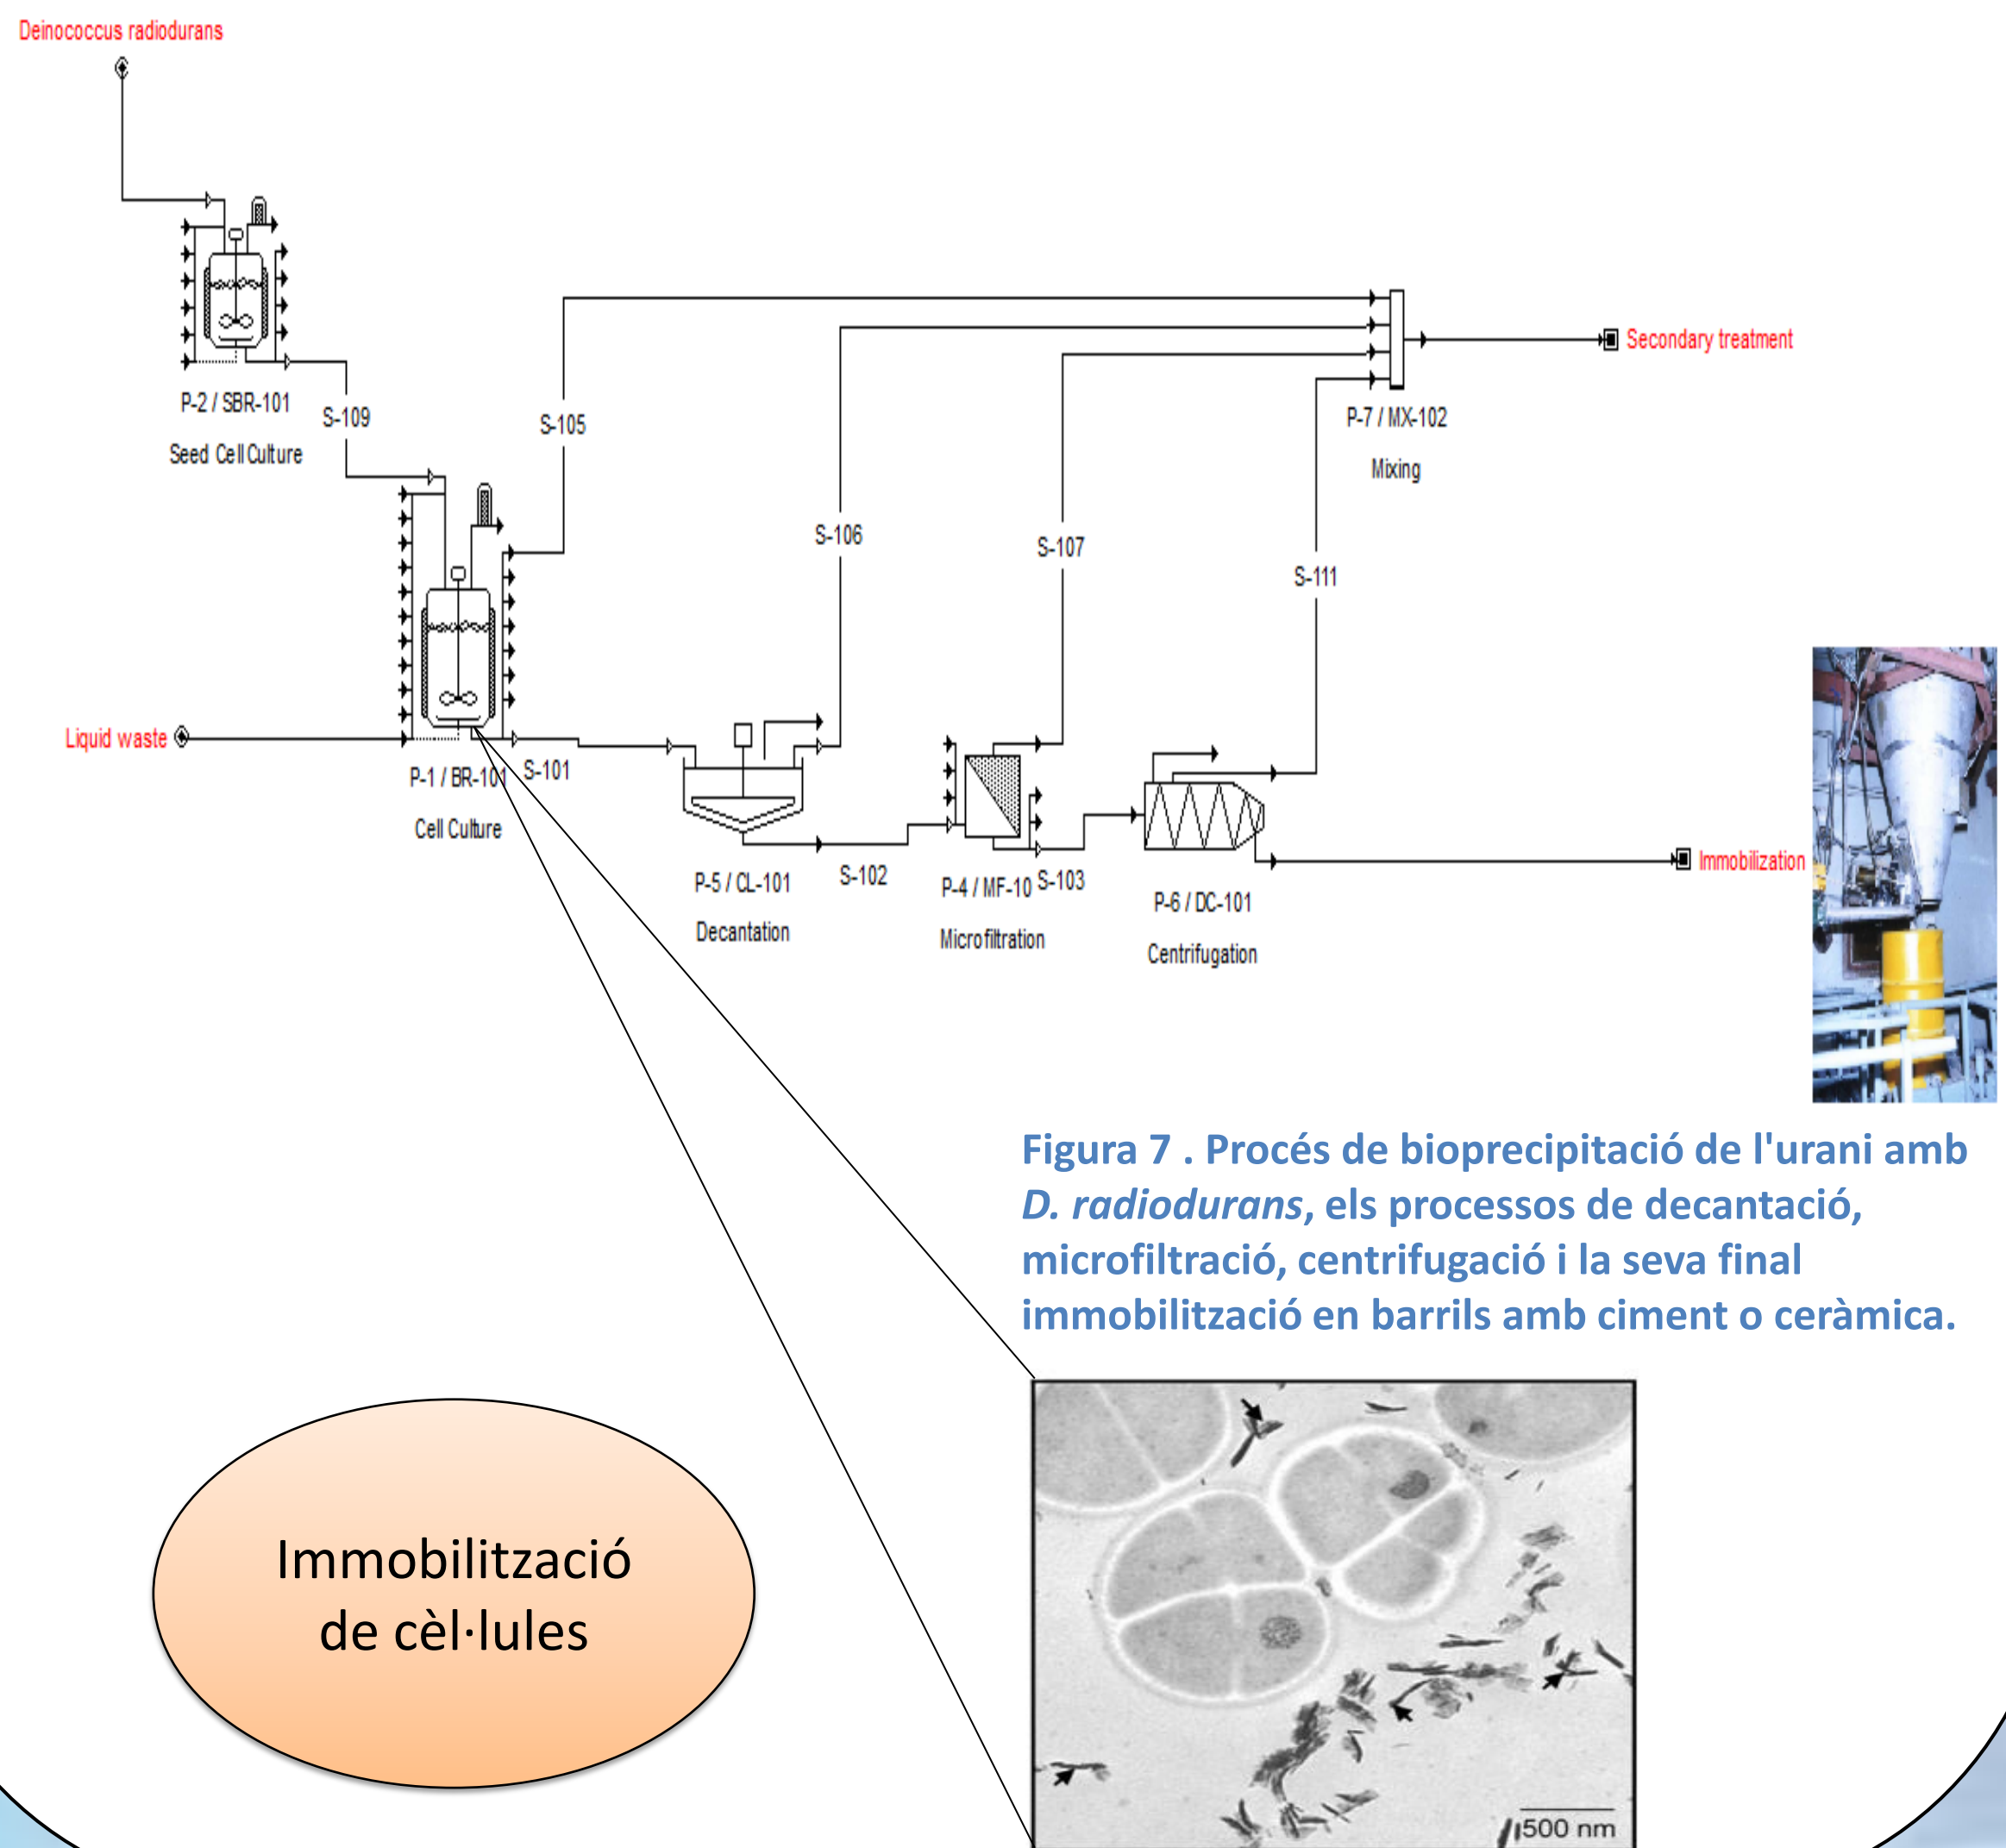 Deinococcus radiodurans
P-2 / SBR-101
Seed Cell Culture
S-109
S-105
Secondary treatment
P-7 / MX-102
Mixing
S-106
S-107
S-111
Liquid waste
P-1 / BR-101
Cell Culture
S-101
P-5 / CL-101
Decantation
S-102
P-4 / MF-10
Microfiltration
S-103
P-6 / DC-101
Centrifugation
Immobilization
Figura 7 . Procés de bioprecipitació de l'urani amb
D. radiodurans, els processos de decantació,
microfiltració, centrifugació i la seva final
immobilització en barrils amb ciment o ceràmica.
Immobilització
de cèl·lules
500 nm